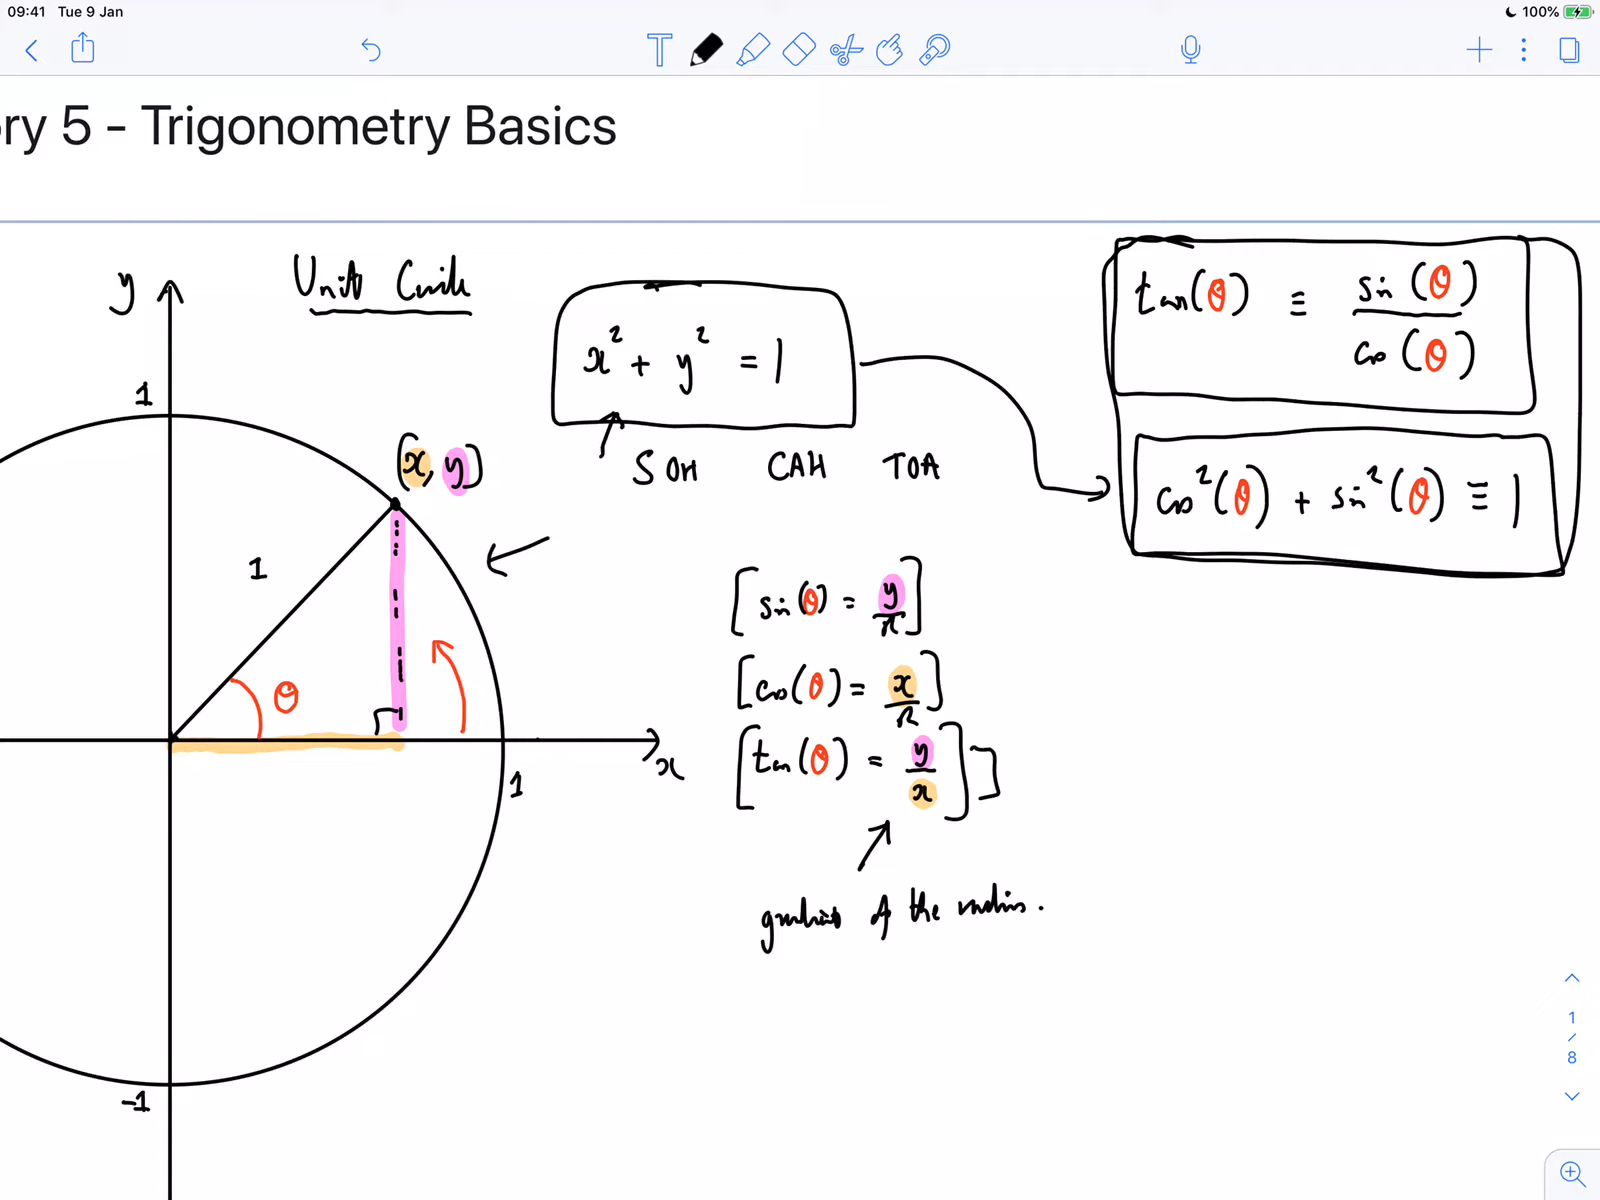 09:41 Tue 9 Jan
100%
ory 5 - Trigonometry Basics
Unit Circle
y
1
(x, y)
1
θ
x
1
-1
x² + y² = 1
SOH CAH TOA
[sin(θ) = y/r]
[cos(θ) = x/r]
[tan(θ) = y/x]
gradient of the radius.
tan(θ) ≡ sin(θ)/cos(θ)
cos²(θ) + sin²(θ) ≡ 1
1
/
8